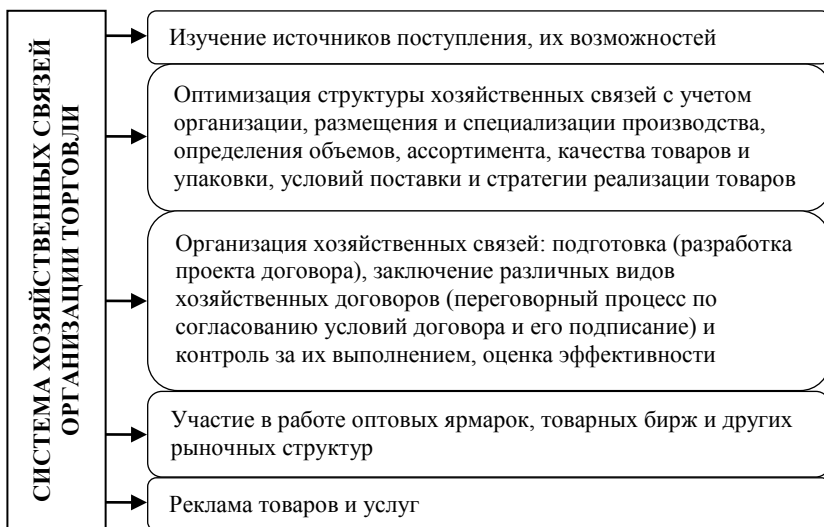 СИСТЕМА ХОЗЯЙСТВЕННЫХ СВЯЗЕЙ
ОРГАНИЗАЦИИ ТОРГОВЛИ
Изучение источников поступления, их возможностей
Оптимизация структуры хозяйственных связей с учетом
организации, размещения и специализации производства,
определения объемов, ассортимента, качества товаров и
упаковки, условий поставки и стратегии реализации товаров
Организация хозяйственных связей: подготовка (разработка
проекта договора), заключение различных видов
хозяйственных договоров (переговорный процесс по
согласованию условий договора и его подписание) и
контроль за их выполнением, оценка эффективности
Участие в работе оптовых ярмарок, товарных бирж и других
рыночных структур
Реклама товаров и услуг